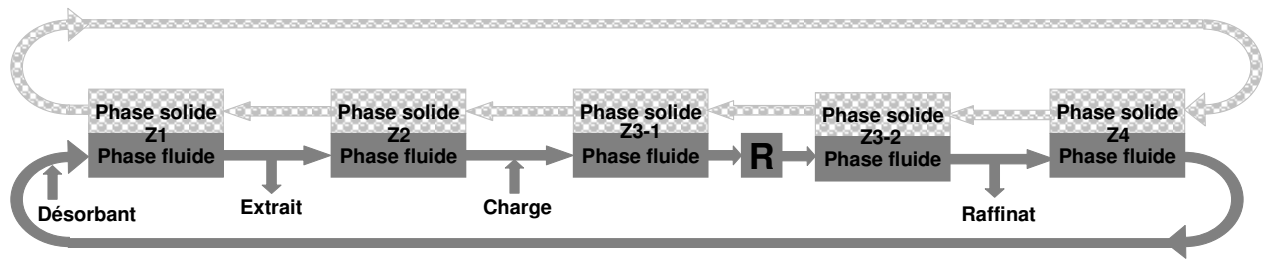 Phase solide
Z1
Phase fluide
Phase solide
Z2
Phase fluide
Phase solide
Z3-1
Phase fluide
R
Phase solide
Z3-2
Phase fluide
Phase solide
Z4
Phase fluide
Désorbant
Extrait
Charge
Raffinat